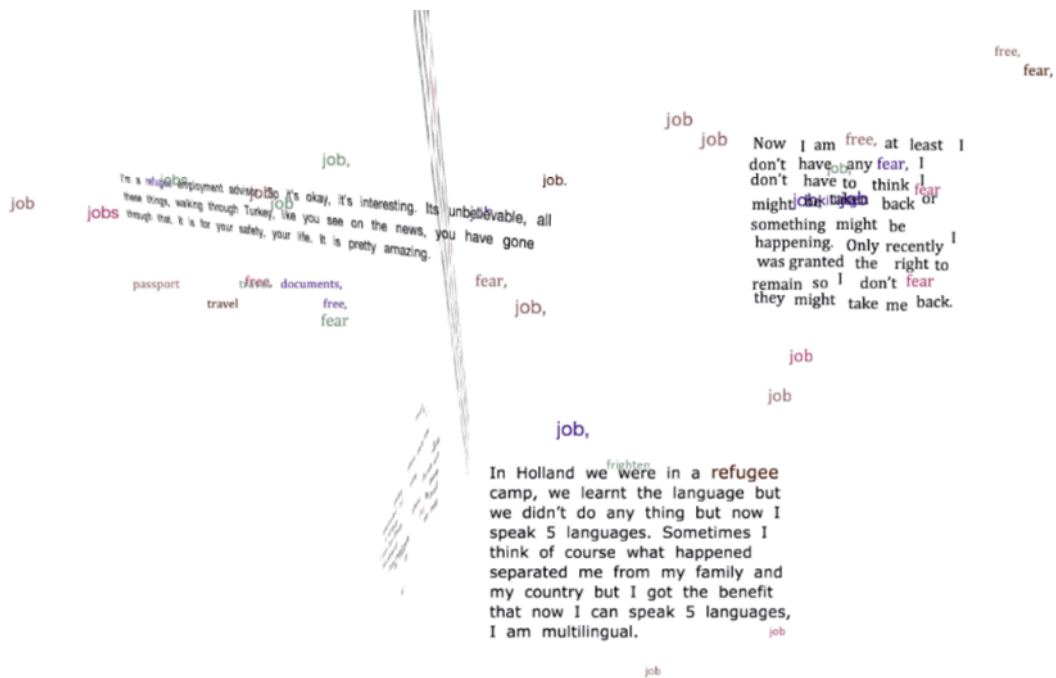 free,
fear,
job
job
job,
job.
I'm a refugee employment advisor. So it's okay, it's interesting. Its unbelievable, all
these things, walking through Turkey, like you see on the news, you have gone
through that, it is for your safety, your life. It is pretty amazing.
jobs
job
job
job
jobs
passport
free,
documents,
travel
free,
fear
fear,
job,
Now I am free, at least I
don't have any fear, I
don't have to think I
might be taken back or
something might be
happening. Only recently I
was granted the right to
remain so I don't fear
they might take me back.
job,
fear
job
job
job,
frighten
In Holland we were in a refugee
camp, we learnt the language but
we didn't do any thing but now I
speak 5 languages. Sometimes I
think of course what happened
separated me from my family and
my country but I got the benefit
that now I can speak 5 languages,
I am multilingual.
job
job